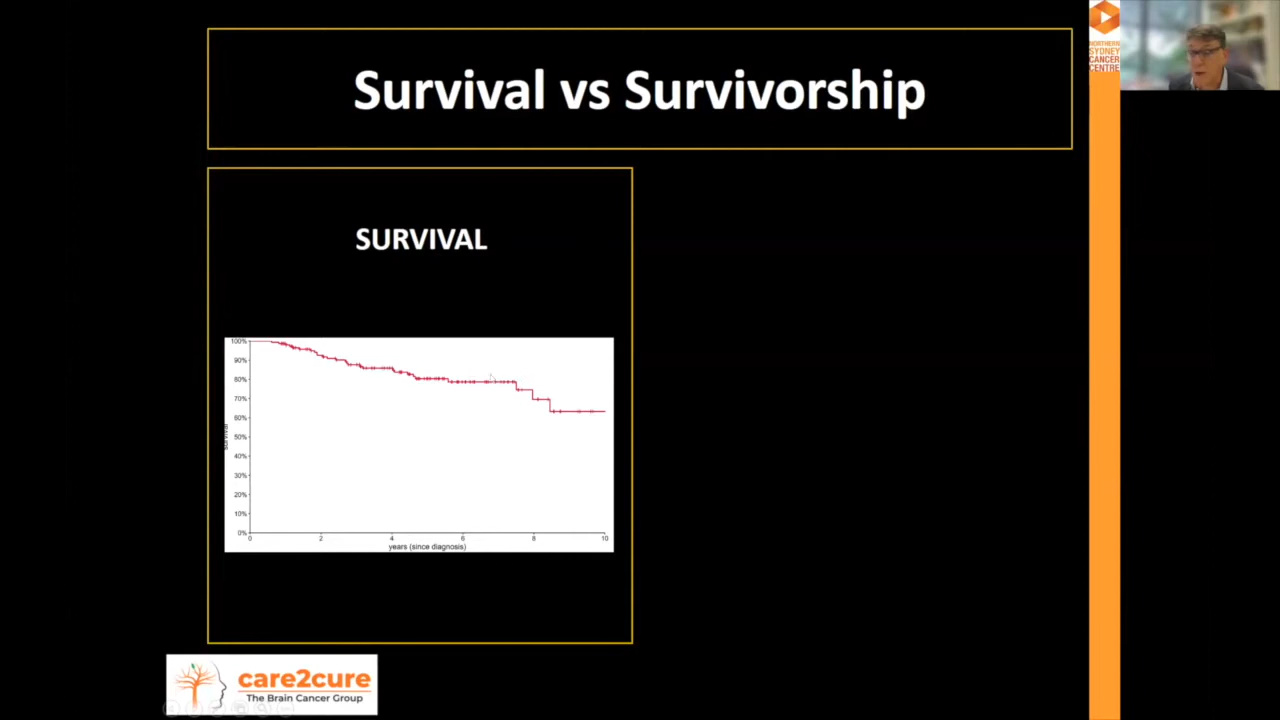 Survival vs Survivorship
NORTHERN
SYDNEY
CANCER
CENTRE
SURVIVAL
100%
90%
80%
70%
60%
50%
40%
30%
20%
10%
0%
survival
0 2 4 6 8 10
years (since diagnosis)
care2cure
The Brain Cancer Group